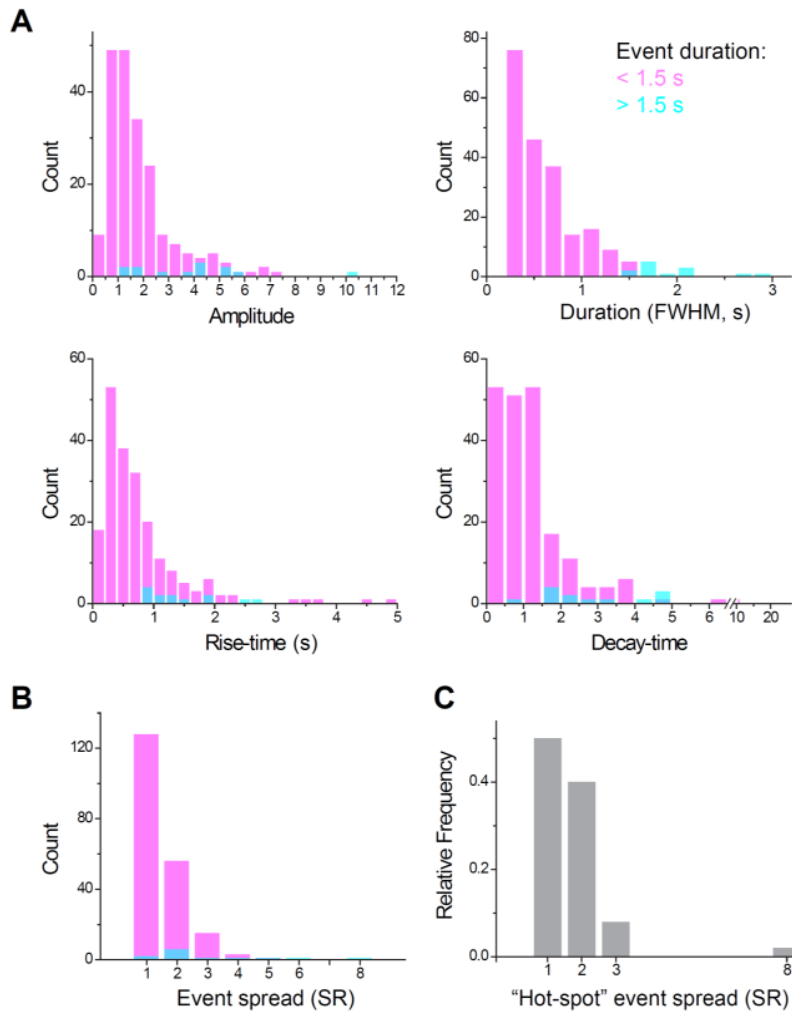 A
Event duration:
< 1.5 s
> 1.5 s
Count
40
20
0
0 1 2 3 4 5 6 7 8 9 10 11 12
Amplitude
Count
80
60
40
20
0
0 1 2 3
Duration (FWHM, s)
Count
60
40
20
0
0 1 2 3 4 5
Rise-time (s)
Count
60
40
20
0
0 1 2 3 4 5 6 10 20
Decay-time
B
Count
120
80
40
0
1 2 3 4 5 6 8
Event spread (SR)
C
Relative Frequency
0.4
0.2
0.0
1 2 3 8
“Hot-spot” event spread (SR)